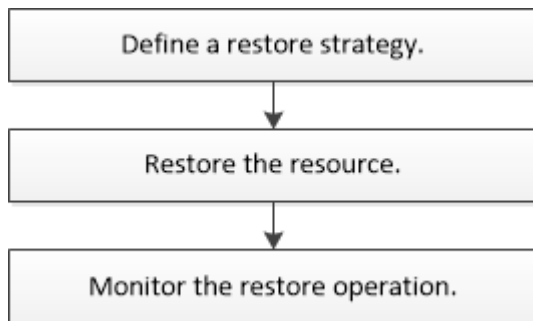 Define a restore strategy.
Restore the resource.
Monitor the restore operation.